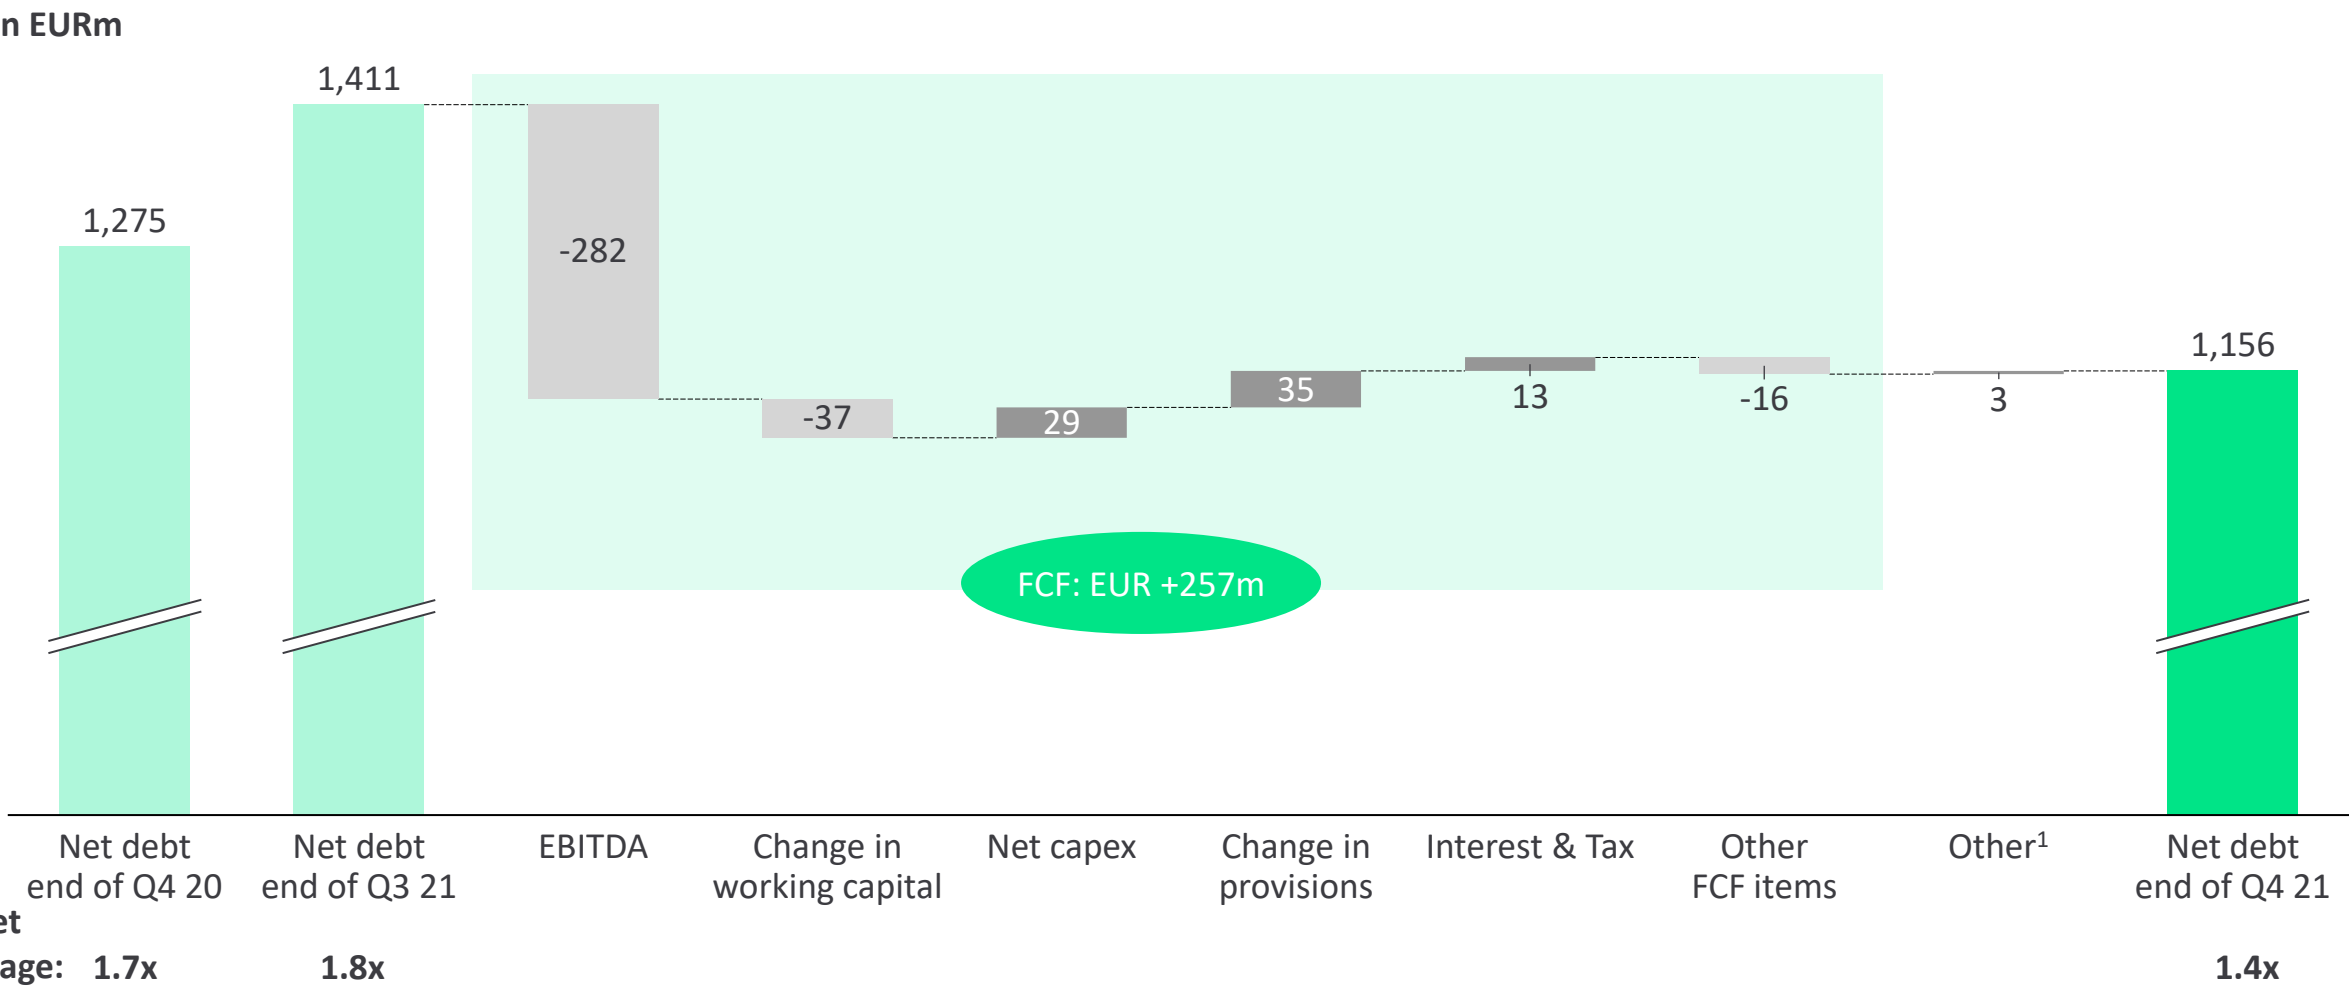 n EURm
1,411
1,275
-282
1,156
35
-37
29
13
-16
3
FCF: EUR +257m
Net debt
end of Q4 20
Net debt
end of Q3 21
EBITDA
Change in
working capital
Net capex
Change in
provisions
Interest & Tax
Other
FCF items
Other¹
Net debt
end of Q4 21
et
age: 1.7x 1.8x 1.4x